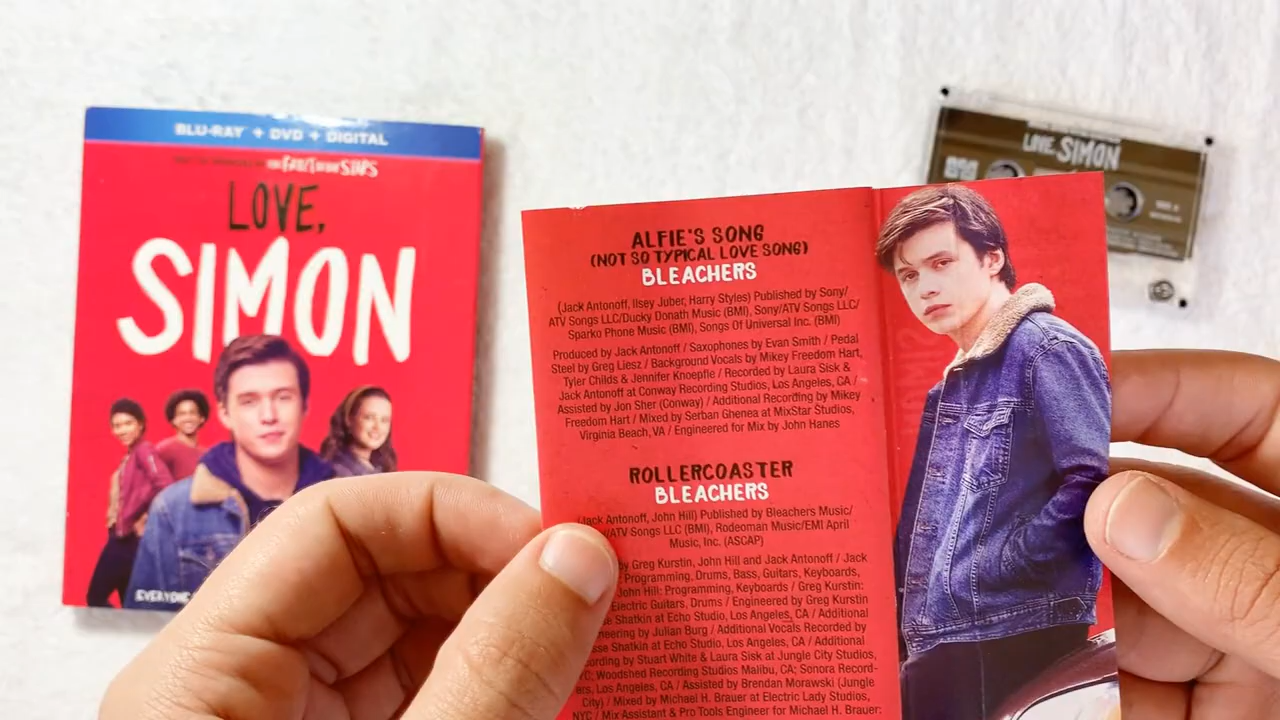 BLU-RAY + DVD + DIGITAL
LOVE,
SIMON
EVERYONE
LOVE, SIMON
ALFIE'S SONG
(NOT SO TYPICAL LOVE SONG)
BLEACHERS
(Jack Antonoff, Ilsey Juber, Harry Styles) Published by Sony/
ATV Songs LLC/Ducky Donath Music (BMI), Sony/ATV Songs LLC/
Sparko Phone Music (BMI), Songs Of Universal Inc. (BMI)
Produced by Jack Antonoff / Saxophones by Evan Smith / Pedal
Steel by Greg Liesz / Background Vocals by Mikey Freedom Hart,
Tyler Childs & Jennifer Knoepfle / Recorded by Laura Sisk &
Jack Antonoff at Conway Recording Studios, Los Angeles, CA /
Assisted by Jon Sher (Conway) / Additional Recording by Mikey
Freedom Hart / Mixed by Serban Ghenea at MixStar Studios,
Virginia Beach, VA / Engineered for Mix by John Hanes
ROLLERCOASTER
BLEACHERS
(Jack Antonoff, John Hill) Published by Bleachers Music/
/ATV Songs LLC (BMI), Rodeoman Music/EMI April
Music, Inc. (ASCAP)
by Greg Kurstin, John Hill and Jack Antonoff / Jack
: Programming, Drums, Bass, Guitars, Keyboards,
John Hill: Programming, Keyboards / Greg Kurstin:
Electric Guitars, Drums / Engineered by Greg Kurstin
Shatkin at Echo Studio, Los Angeles, CA / Additional
by Julian Burg / Additional Vocals Recorded by
Shatkin at Echo Studio, Los Angeles, CA / Additional
by Stuart White & Laura Sisk at Jungle City Studios,
Woodshed Recording Studios Malibu, CA; Sonora Record-
ers, Los Angeles, CA / Assisted by Brendan Morawski (Jungle
City) / Mixed by Michael H. Brauer at Electric Lady Studios,
NYC / Mix Assistant & Pro Tools Engineer for Michael H. Brauer: